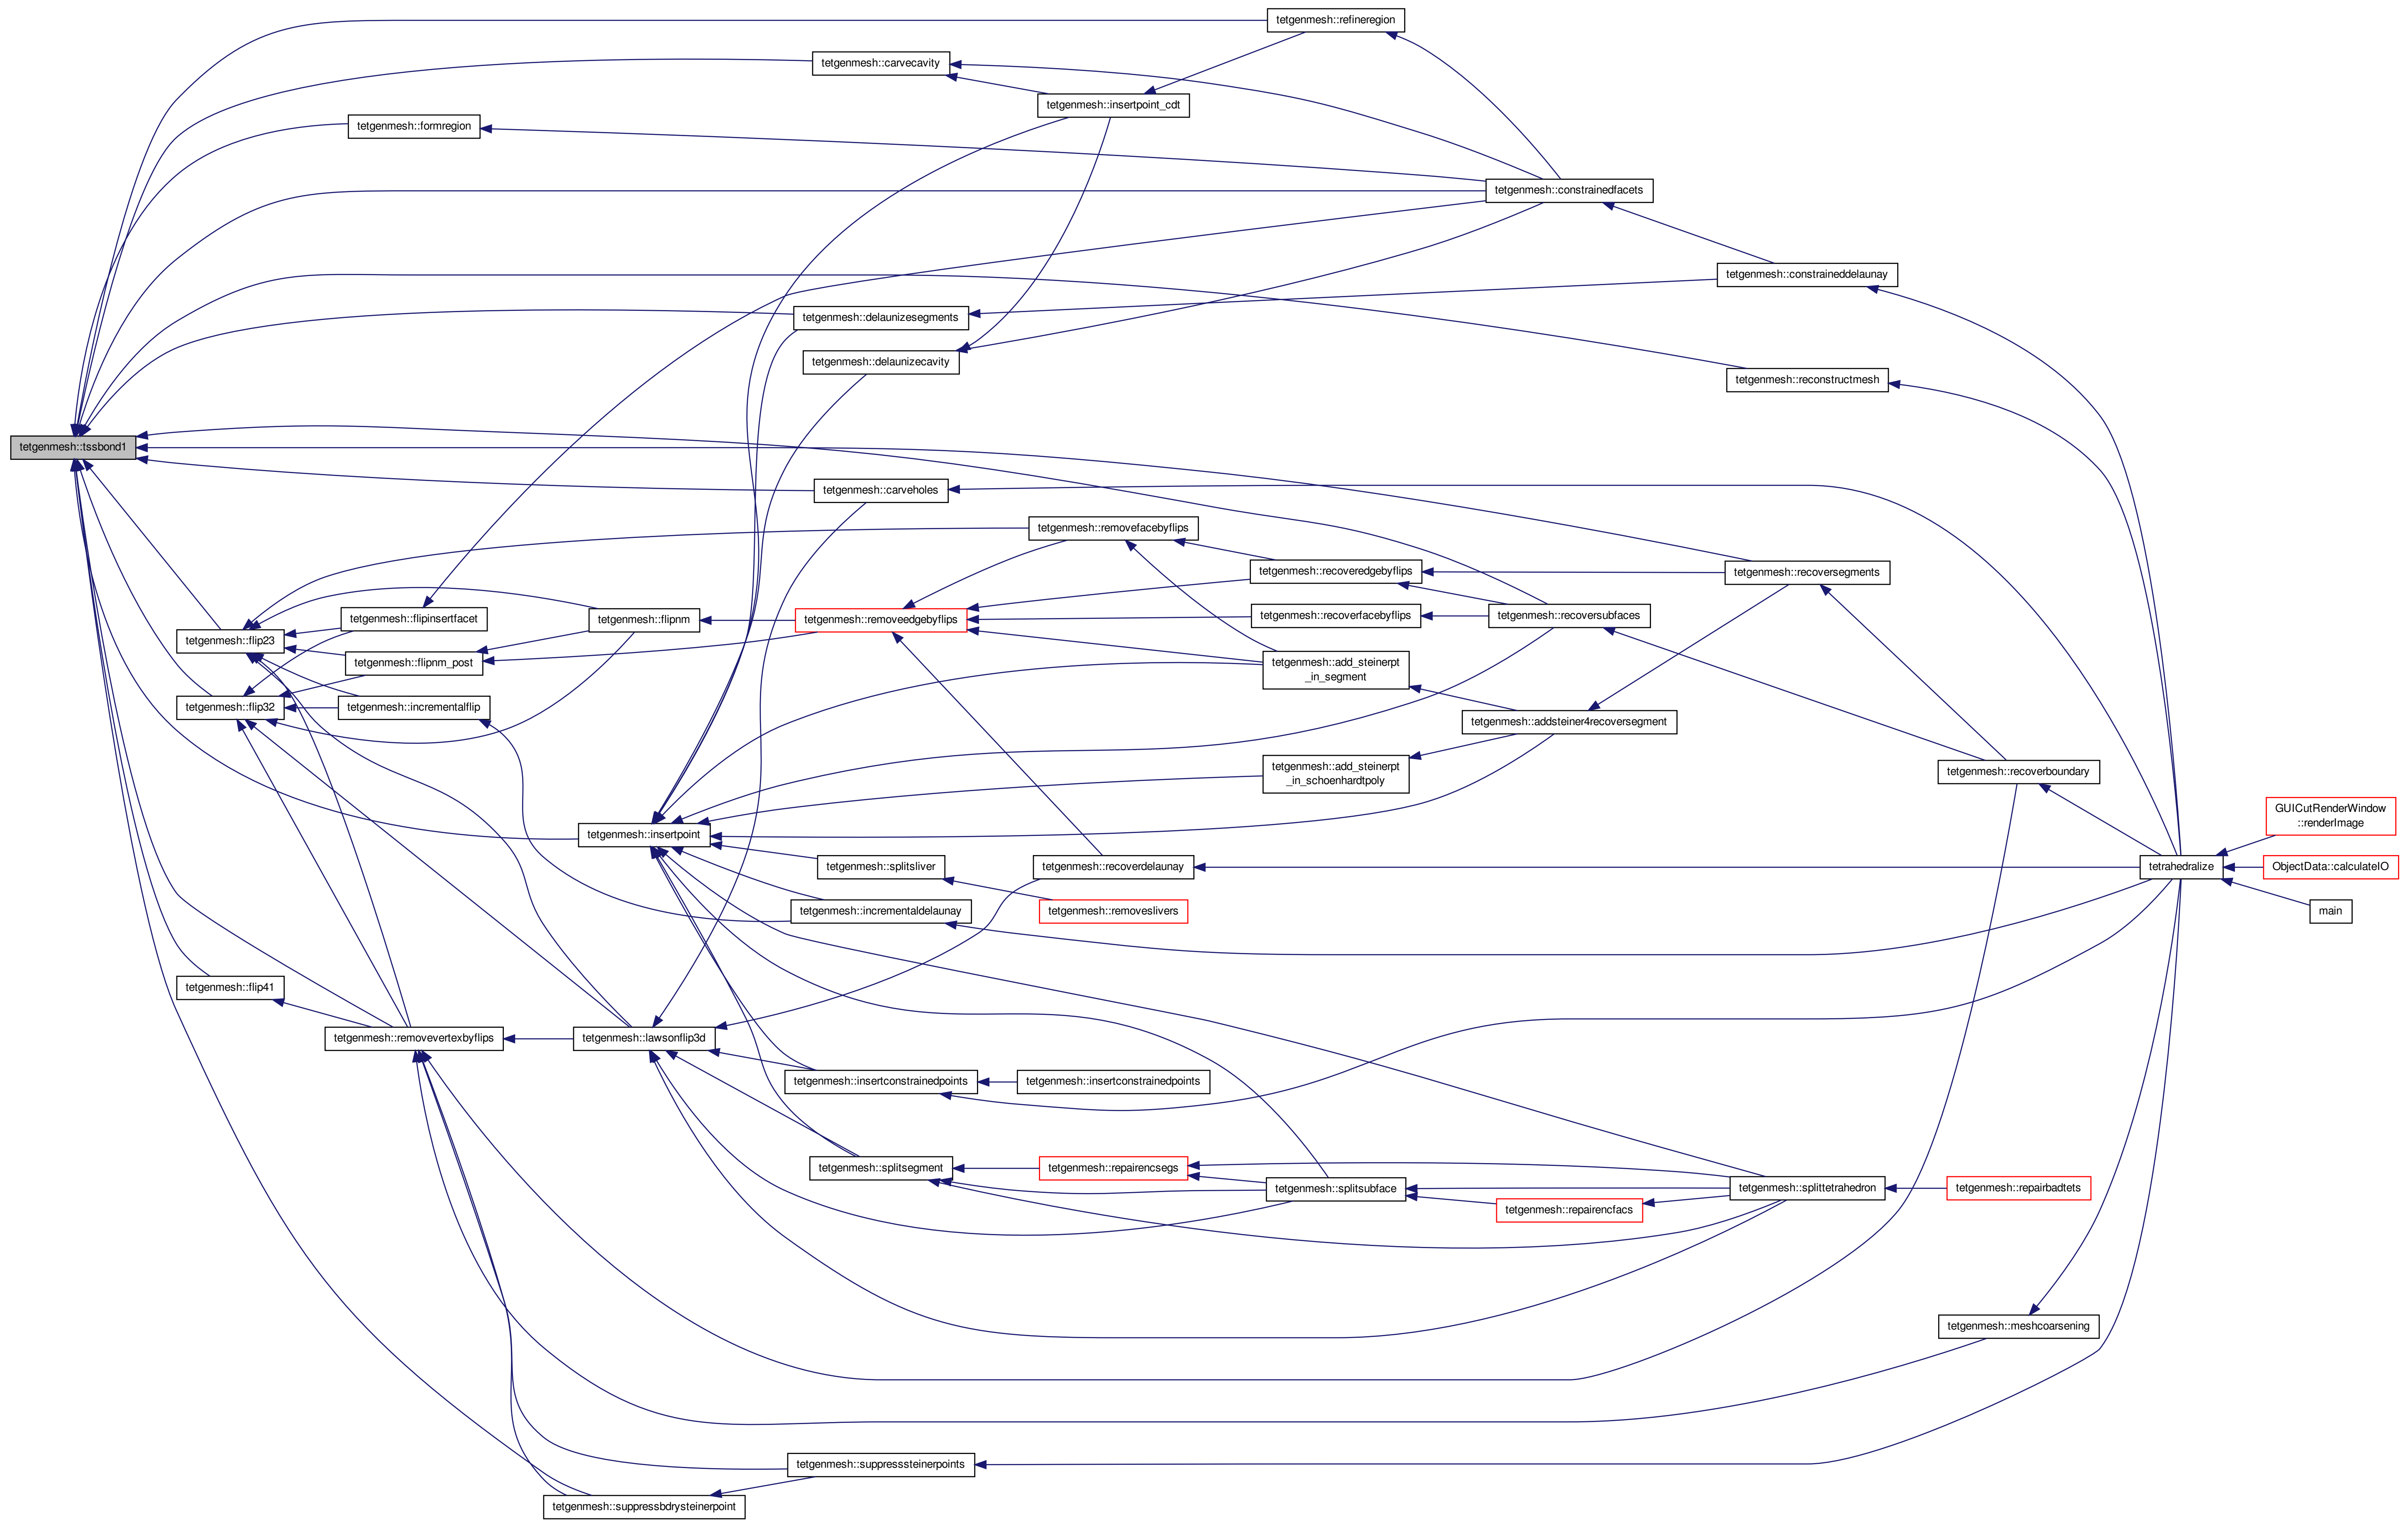 tetgenmesh::refineregion
tetgenmesh::carvecavity
tetgenmesh::insertpoint_cdt
tetgenmesh::formregion
tetgenmesh::constrainedfacets
tetgenmesh::constraineddelaunay
tetgenmesh::delaunizesegments
tetgenmesh::delaunizecavity
tetgenmesh::reconstructmesh
tetgenmesh::tssbond1
tetgenmesh::carveholes
tetgenmesh::removefacebyflips
tetgenmesh::recoveredgebyflips
tetgenmesh::recoversegments
tetgenmesh::flipinsertfacet
tetgenmesh::flipnm
tetgenmesh::removeedgebyflips
tetgenmesh::recoverfacebyflips
tetgenmesh::recoversubfaces
tetgenmesh::flip23
tetgenmesh::flipnm_post
tetgenmesh::add_steinerpt
_in_segment
tetgenmesh::flip32
tetgenmesh::incrementalflip
tetgenmesh::addsteiner4recoversegment
tetgenmesh::add_steinerpt
_in_schoenhardtpoly
tetgenmesh::recoverboundary
GUICutRenderWindow
::renderImage
tetgenmesh::insertpoint
tetgenmesh::splitsliver
tetgenmesh::recoverdelaunay
tetrahedralize
ObjectData::calculateIO
tetgenmesh::incrementaldelaunay
tetgenmesh::removeslivers
main
tetgenmesh::flip41
tetgenmesh::removevertexbyflips
tetgenmesh::lawsonflip3d
tetgenmesh::insertconstrainedpoints
tetgenmesh::insertconstrainedpoints
tetgenmesh::splitsegment
tetgenmesh::repairencsegs
tetgenmesh::splitsubface
tetgenmesh::splittetrahedron
tetgenmesh::repairbadtets
tetgenmesh::repairencfacs
tetgenmesh::meshcoarsening
tetgenmesh::suppresssteinerpoints
tetgenmesh::suppressbdrysteinerpoint